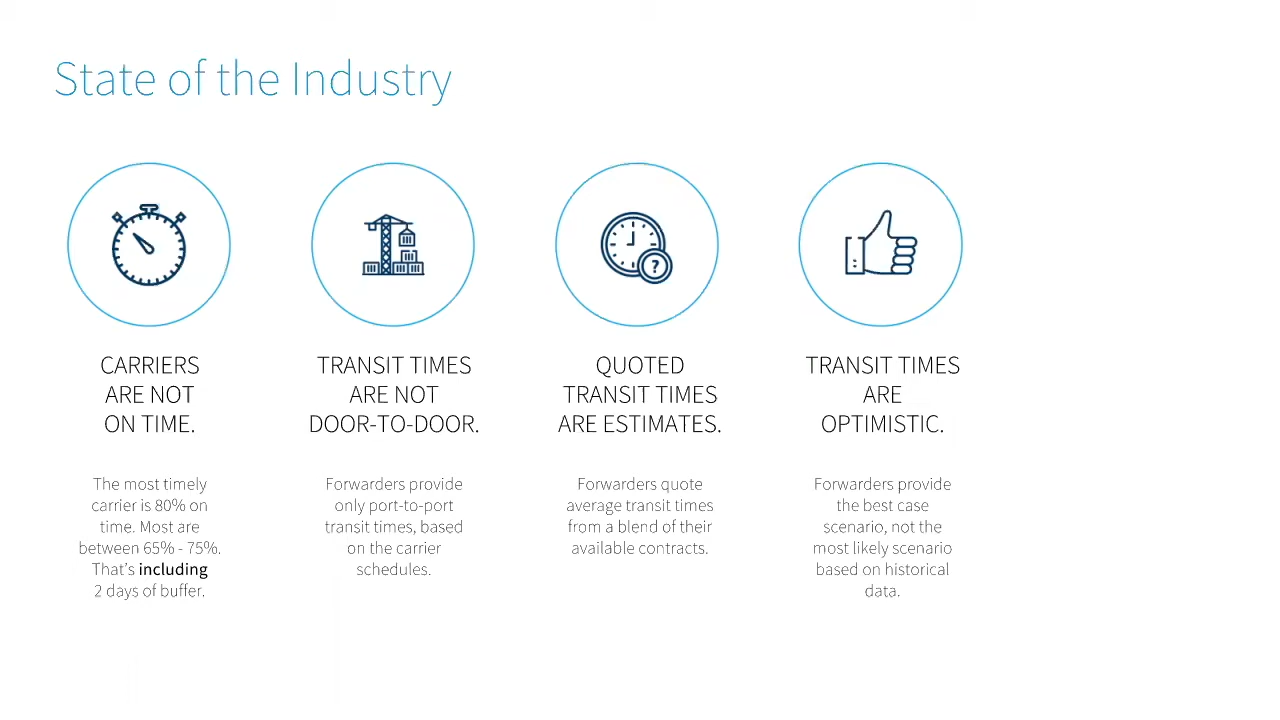 State of the Industry
CARRIERS
ARE NOT
ON TIME.
The most timely
carrier is 80% on
time. Most are
between 65% - 75%.
That's including
2 days of buffer.
TRANSIT TIMES
ARE NOT
DOOR-TO-DOOR.
Forwarders provide
only port-to-port
transit times, based
on the carrier
schedules.
?
QUOTED
TRANSIT TIMES
ARE ESTIMATES.
Forwarders quote
average transit times
from a blend of their
available contracts.
TRANSIT TIMES
ARE
OPTIMISTIC.
Forwarders provide
the best case
scenario, not the
most likely scenario
based on historical
data.